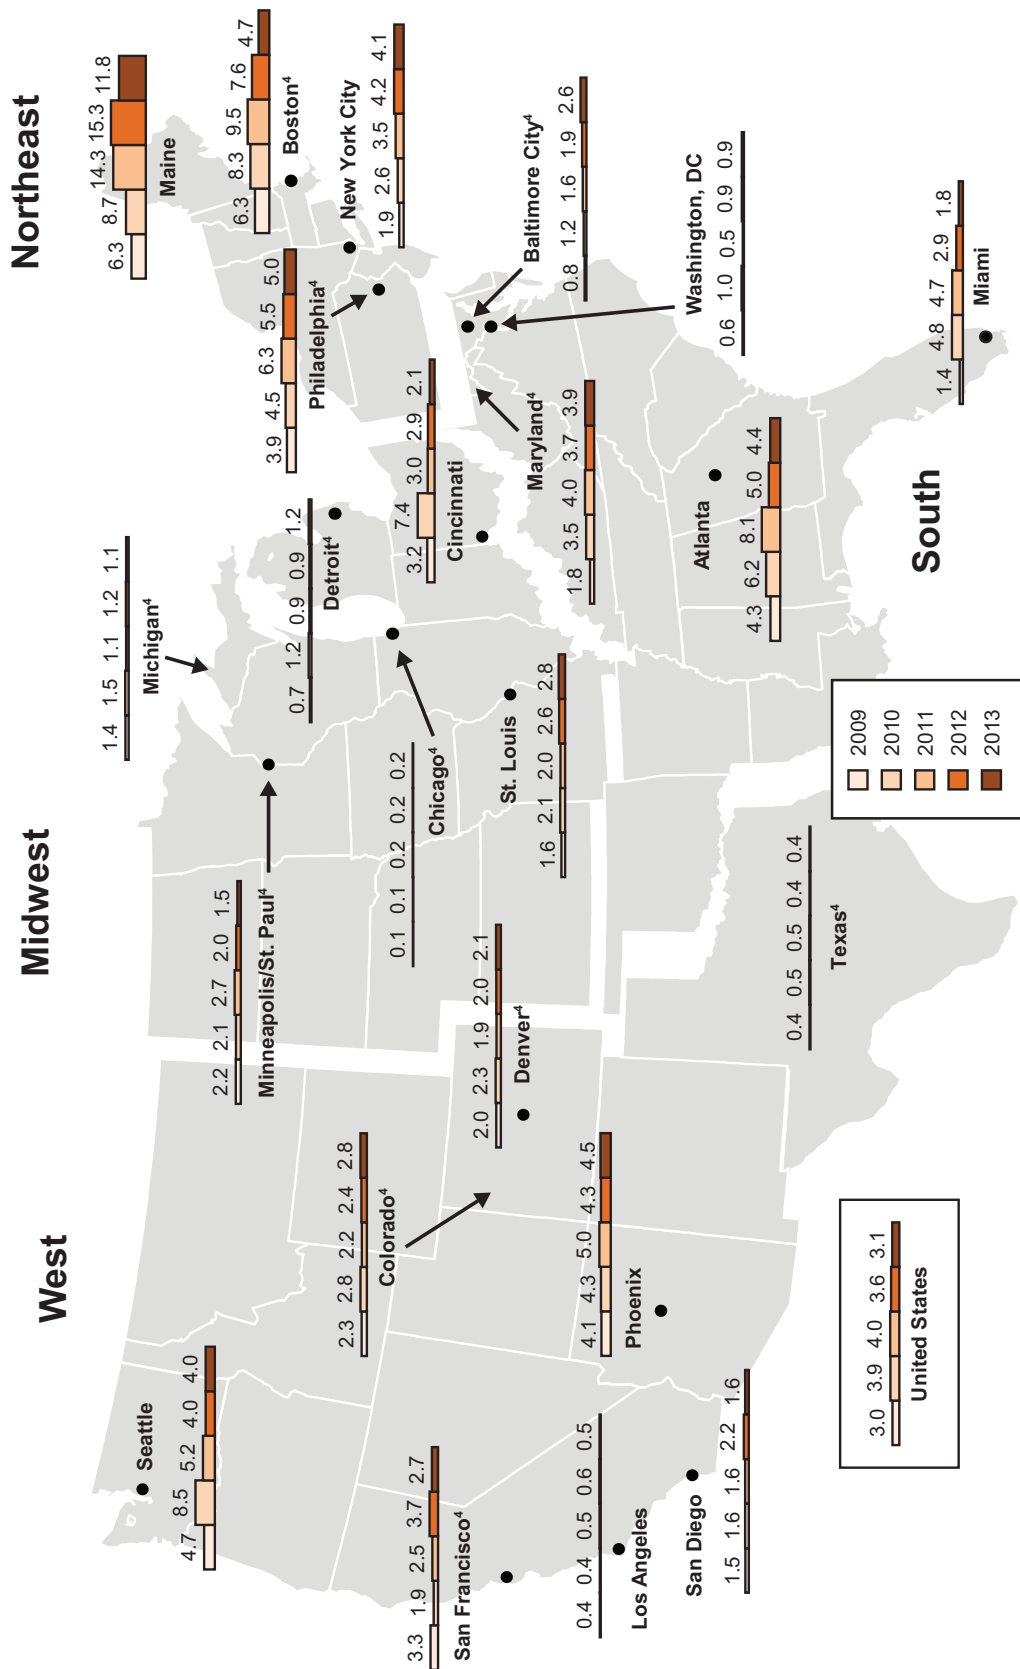 West
Midwest
Northeast
South
Seattle
4.7 8.5 5.2 4.0 4.0
San Francisco⁴
3.3 1.9 2.5 3.7 2.7
Los Angeles
0.4 0.4 0.5 0.6 0.5
San Diego
1.5 1.6 1.6 2.2 1.6
Phoenix
4.1 4.3 5.0 4.3 4.5
Colorado⁴
2.3 2.8 2.2 2.4 2.8
Denver⁴
2.0 2.3 1.9 2.0 2.1
Minneapolis/St. Paul⁴
2.2 2.1 2.7 2.0 1.5
Michigan⁴
1.4 1.5 1.1 1.2 1.1
Detroit⁴
0.7 1.2 0.9 0.9 1.2
Chicago⁴
0.1 0.1 0.2 0.2 0.2
St. Louis
1.6 2.1 2.0 2.6 2.8
Cincinnati
3.2 7.4 3.0 2.9 2.1
Maine
6.3 8.7 14.3 15.3 11.8
Boston⁴
6.3 8.3 9.5 7.6 4.7
New York City
1.9 2.6 3.5 4.2 4.1
Philadelphia⁴
3.9 4.5 6.3 5.5 5.0
Baltimore City⁴
0.8 1.2 1.6 1.9 2.6
Washington, DC
0.6 1.0 0.5 0.9 0.9
Maryland⁴
1.8 3.5 4.0 3.7 3.9
Atlanta
4.3 6.2 8.1 5.0 4.4
Miami
1.4 4.8 4.7 2.9 1.8
Texas⁴
0.4 0.5 0.5 0.4 0.4
United States
3.0 3.9 4.0 3.6 3.1
2009
2010
2011
2012
2013